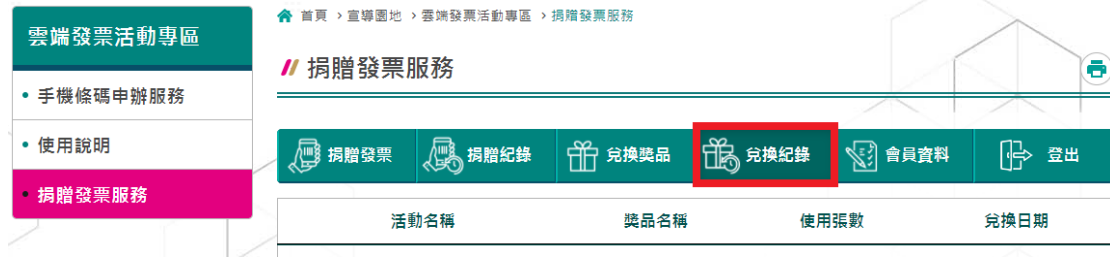 雲端發票活動專區
手機條碼申辦服務
使用說明
捐贈發票服務
首頁 › 宣導園地 › 雲端發票活動專區 › 捐贈發票服務
捐贈發票服務
捐贈發票 捐贈紀錄 兌換獎品 兌換紀錄 會員資料 登出
活動名稱 獎品名稱 使用張數 兌換日期